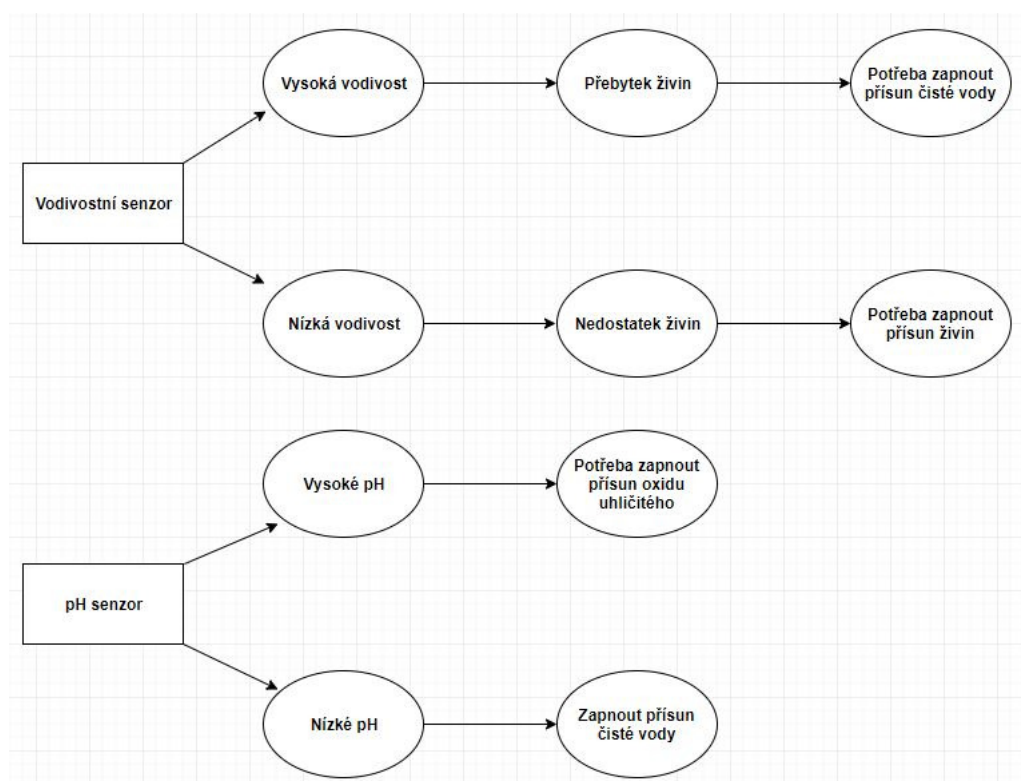 Vysoká vodivost
Přebytek živin
Potřeba zapnout
přísun čisté vody
Vodivostní senzor
Nízká vodivost
Nedostatek živin
Potřeba zapnout
přísun živin
Vysoké pH
Potřeba zapnout
přísun oxidu
uhličitého
pH senzor
Nízké pH
Zapnout přísun
čisté vody